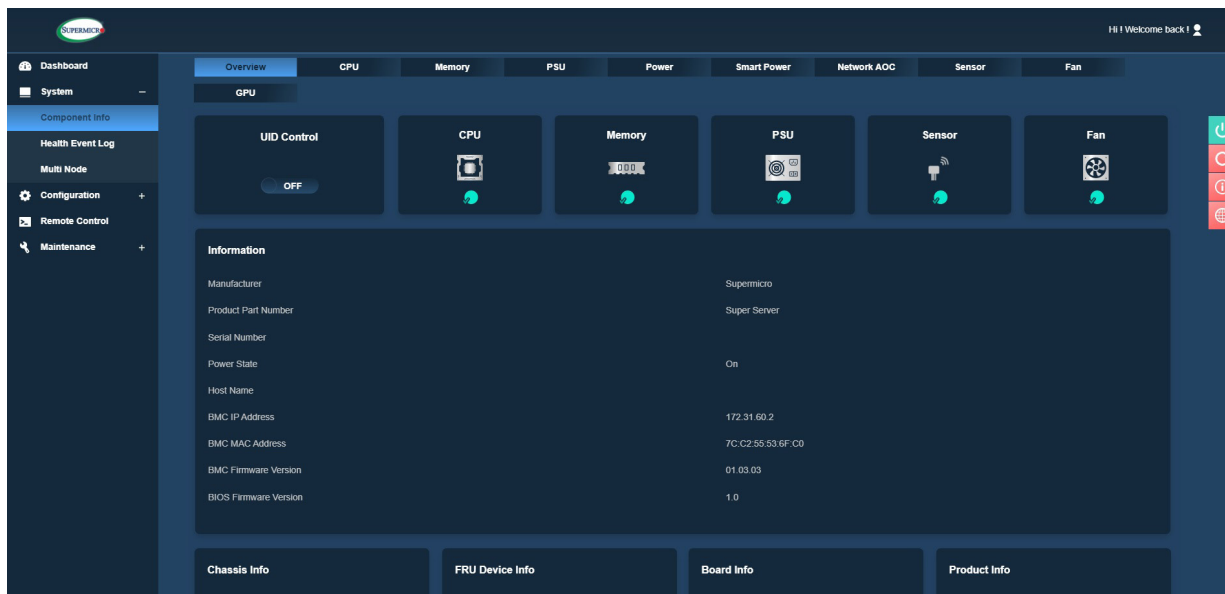 SUPERMICRO
Hi ! Welcome back !
Dashboard
System −
Component Info
Health Event Log
Multi Node
Configuration +
Remote Control
Maintenance +
Overview CPU Memory PSU Power Smart Power Network AOC Sensor Fan
GPU
UID Control CPU Memory PSU Sensor Fan
OFF
Information
Manufacturer Supermicro
Product Part Number Super Server
Serial Number
Power State On
Host Name
BMC IP Address 172.31.60.2
BMC MAC Address 7C:C2:55:53:6F:C0
BMC Firmware Version 01.03.03
BIOS Firmware Version 1.0
Chassis Info FRU Device Info Board Info Product Info